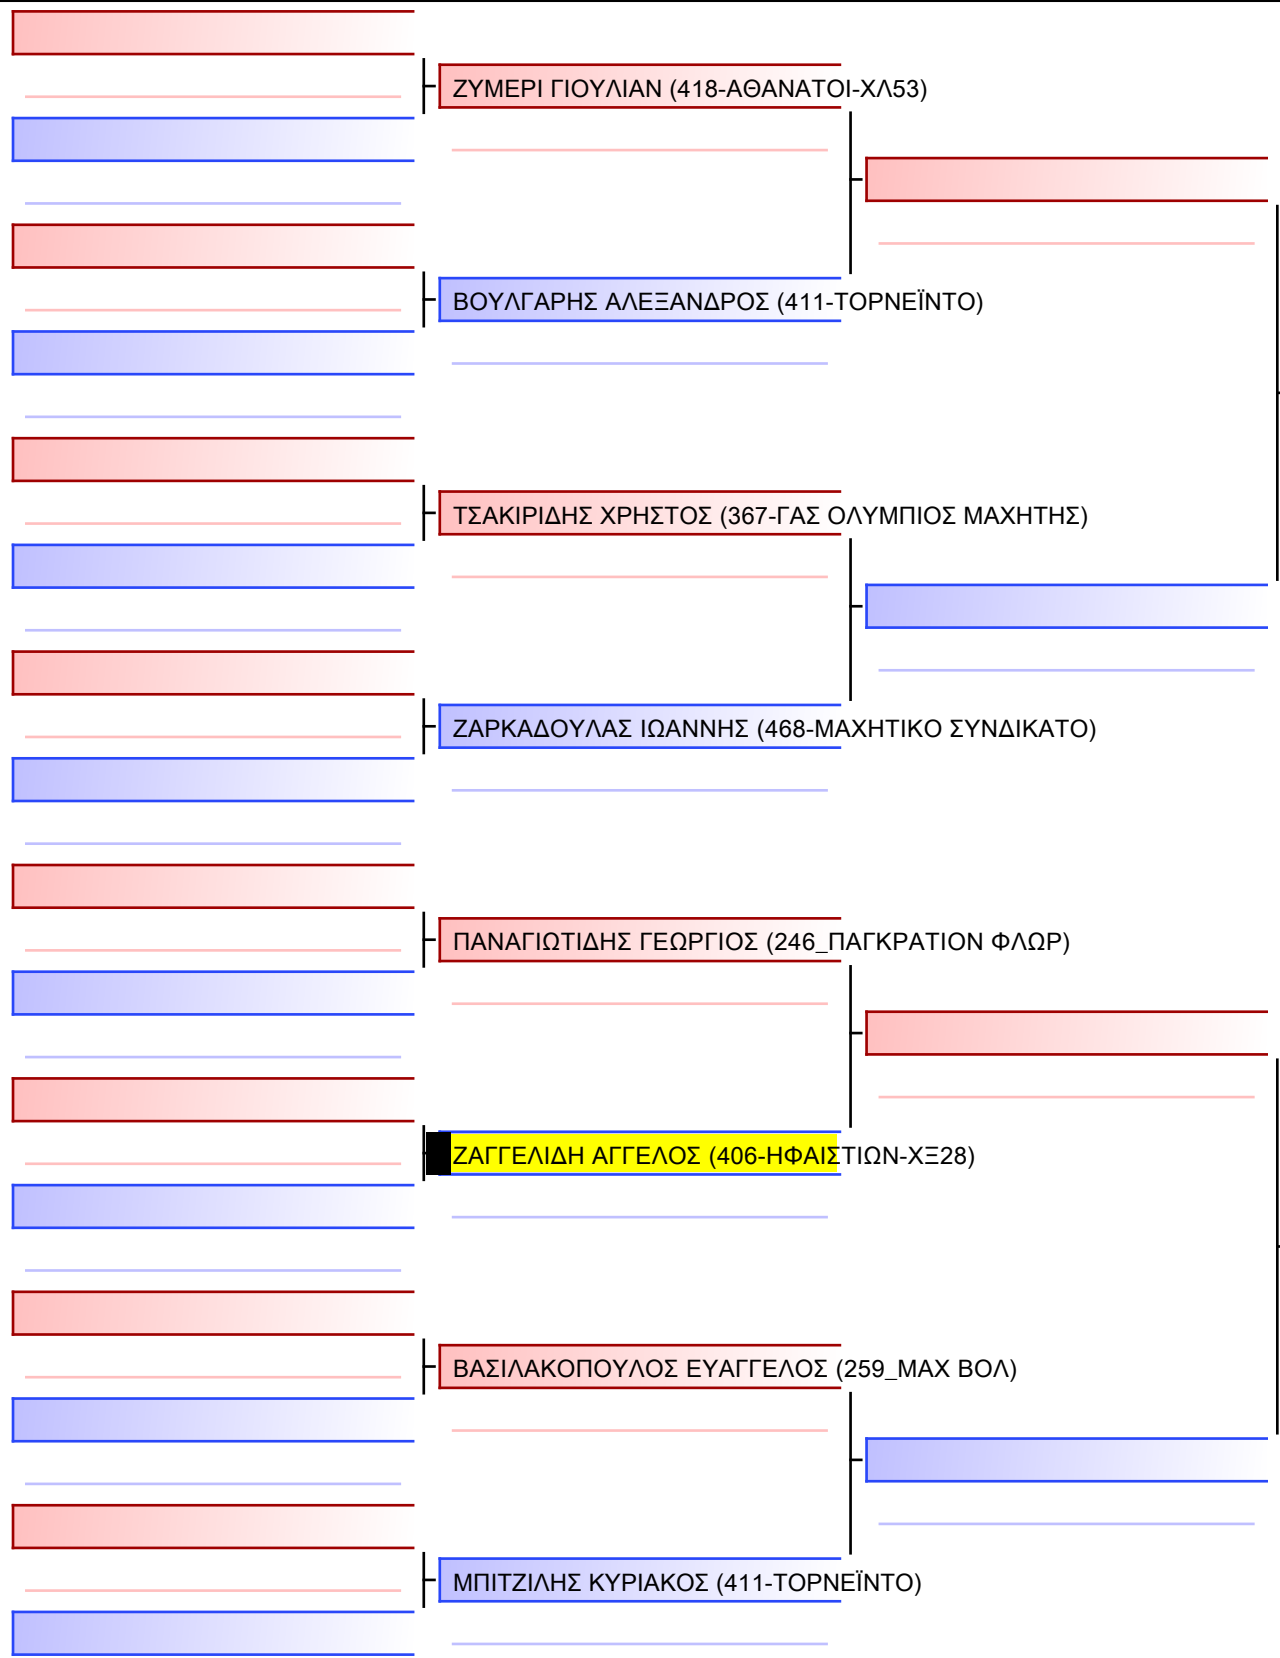 ΖΥΜΕΡΙ ΓΙΟΥΛΙΑΝ (418-ΑΘΑΝΑΤΟΙ-ΧΛ53)
ΒΟΥΛΓΑΡΗΣ ΑΛΕΞΑΝΔΡΟΣ (411-ΤΟΡΝΕΪΝΤΟ)
ΤΣΑΚΙΡΙΔΗΣ ΧΡΗΣΤΟΣ (367-ΓΑΣ ΟΛΥΜΠΙΟΣ ΜΑΧΗΤΗΣ)
ΖΑΡΚΑΔΟΥΛΑΣ ΙΩΑΝΝΗΣ (468-ΜΑΧΗΤΙΚΟ ΣΥΝΔΙΚΑΤΟ)
ΠΑΝΑΓΙΩΤΙΔΗΣ ΓΕΩΡΓΙΟΣ (246_ΠΑΓΚΡΑΤΙΟΝ ΦΛΩΡ)
ΖΑΓΓΕΛΙΔΗ ΑΓΓΕΛΟΣ (406-ΗΦΑΙΣΤΙΩΝ-ΧΞ28)
ΒΑΣΙΛΑΚΟΠΟΥΛΟΣ ΕΥΑΓΓΕΛΟΣ (259_ΜΑΧ ΒΟΛ)
ΜΠΙΤΖΙΛΗΣ ΚΥΡΙΑΚΟΣ (411-ΤΟΡΝΕΪΝΤΟ)